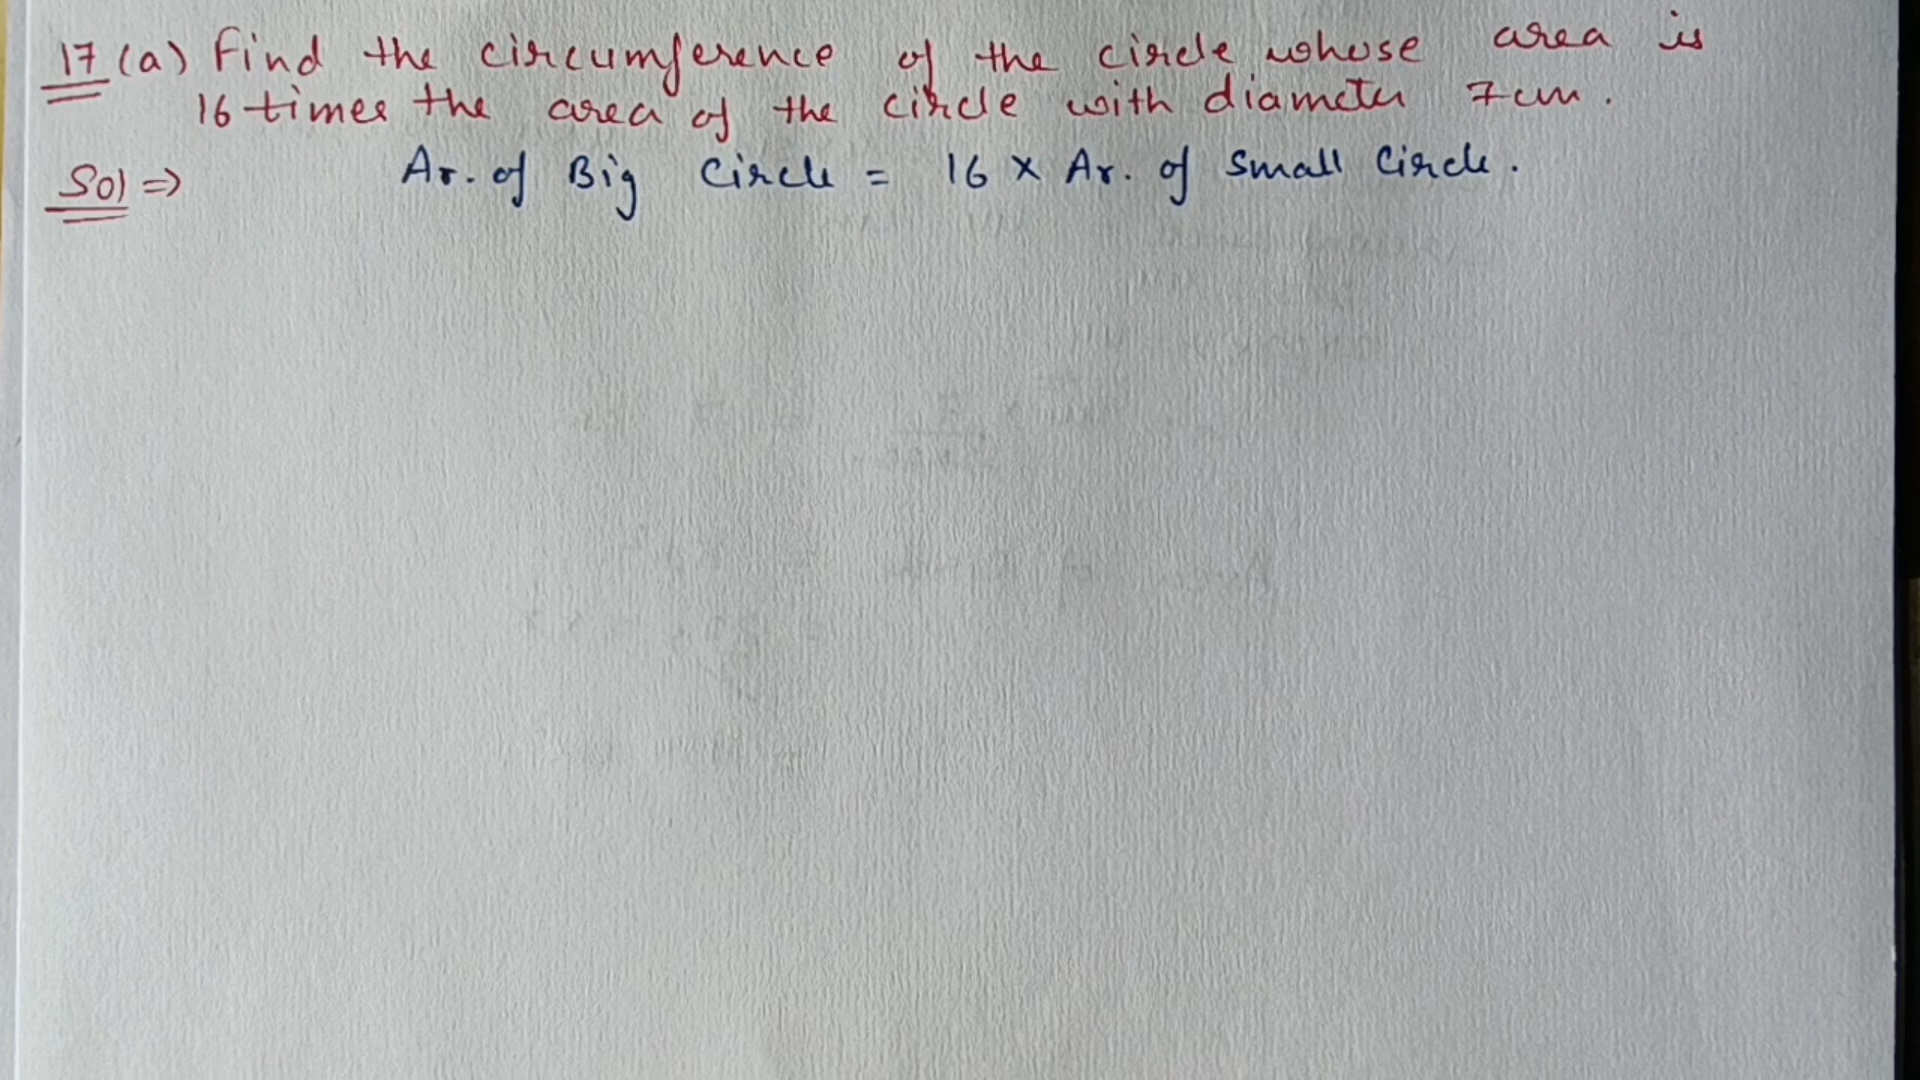 17 (a) Find the circumference of the circle whose area is
16 times the area of the circle with diameter 7cm.
Sol => Ar. of Big Circle = 16 × Ar. of Small Circle.